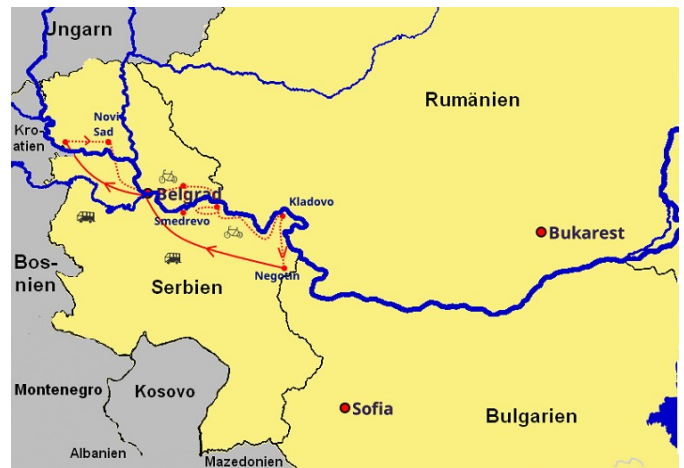 Ungarn
Rumänien
Novi
Sad
Kro-
atien
Belgrad
Kladovo
Smedrevo
Bukarest
Bos-
nien
Negotin
Serbien
Montenegro
Kosovo
Sofia
Bulgarien
Albanien
Mazedonien